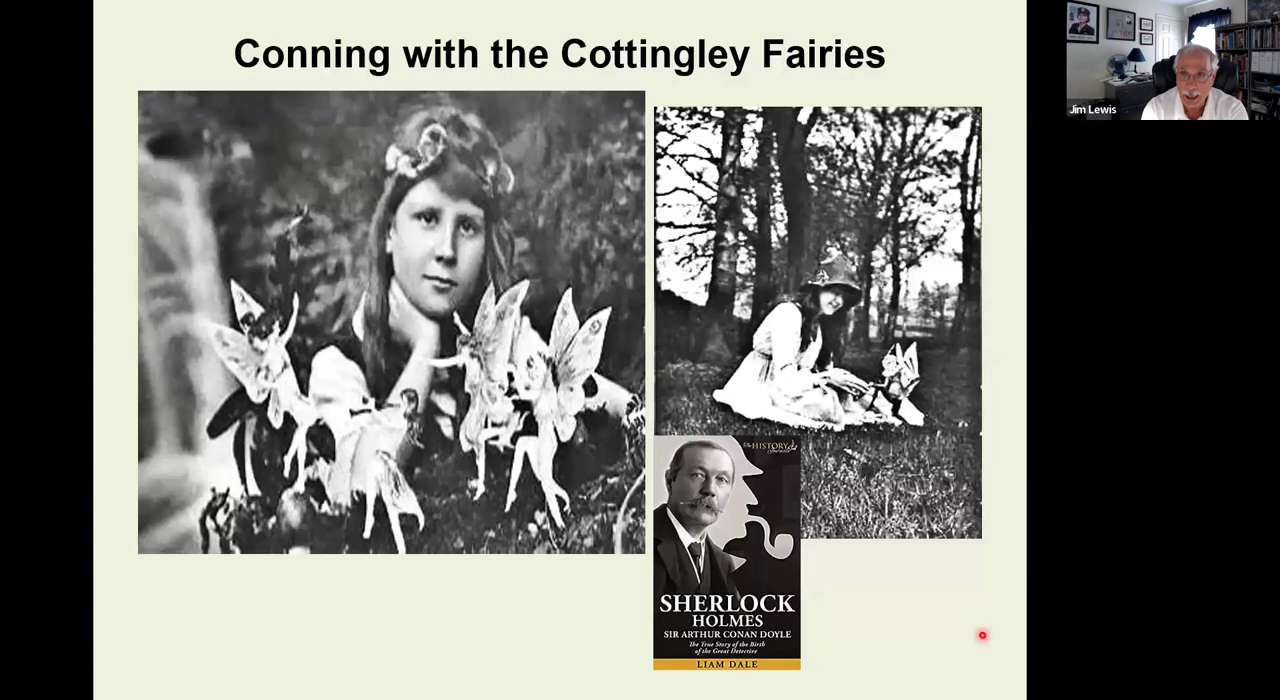 Conning with the Cottingley Fairies
Jim Lewis
The HISTORY
SHERLOCK
HOLMES
SIR ARTHUR CONAN DOYLE
The True Story of the Birth
of the Great Detective
LIAM DALE